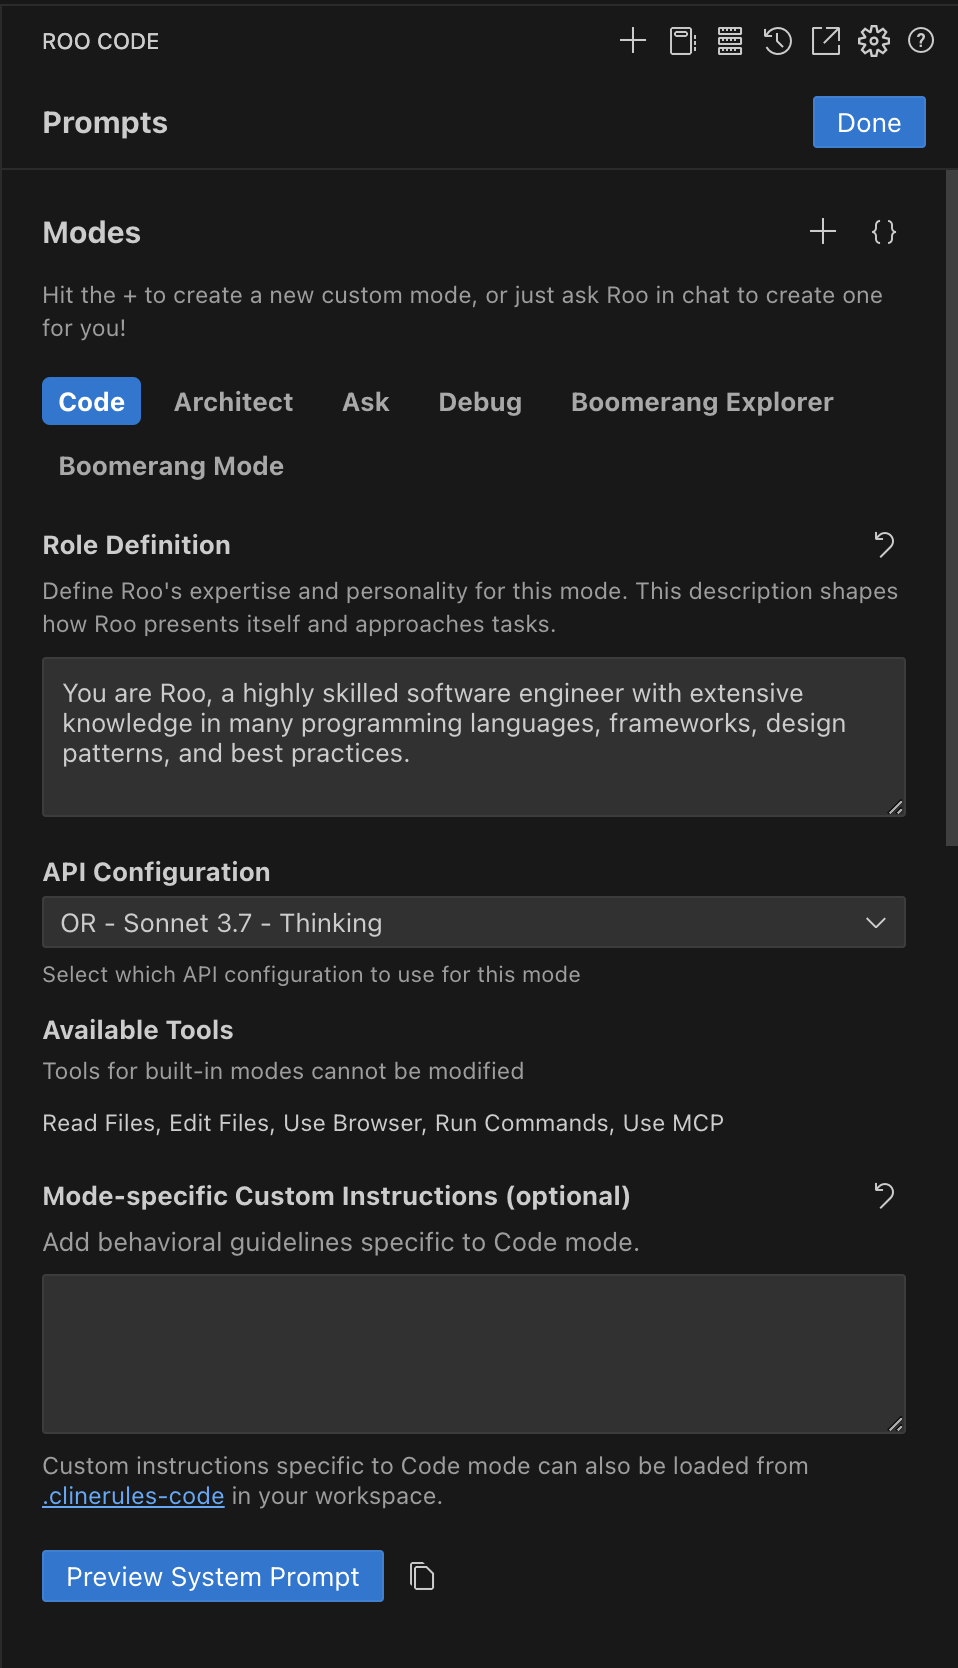 ROO CODE
Prompts
Done
Modes
Hit the + to create a new custom mode, or just ask Roo in chat to create one
for you!
Code Architect Ask Debug Boomerang Explorer
Boomerang Mode
Role Definition
Define Roo's expertise and personality for this mode. This description shapes
how Roo presents itself and approaches tasks.
You are Roo, a highly skilled software engineer with extensive
knowledge in many programming languages, frameworks, design
patterns, and best practices.
API Configuration
OR - Sonnet 3.7 - Thinking
Select which API configuration to use for this mode
Available Tools
Tools for built-in modes cannot be modified
Read Files, Edit Files, Use Browser, Run Commands, Use MCP
Mode-specific Custom Instructions (optional)
Add behavioral guidelines specific to Code mode.
Custom instructions specific to Code mode can also be loaded from
.clinerules-code in your workspace.
Preview System Prompt